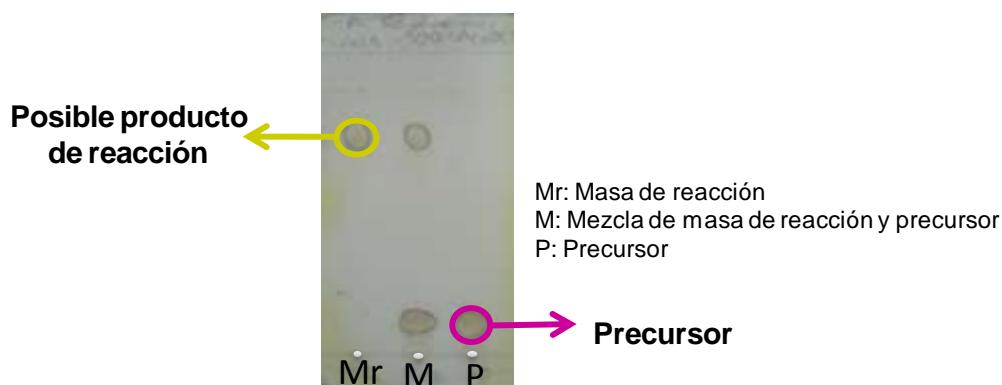 Posible producto
de reacción
Mr: Masa de reacción
M: Mezcla de masa de reacción y precursor
P: Precursor
Precursor
Mr M P